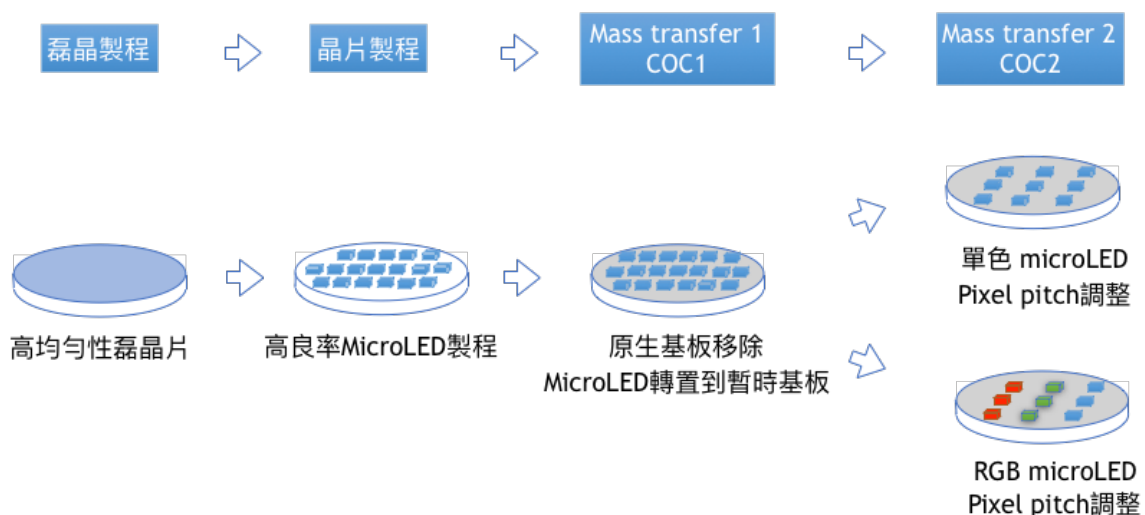 磊晶製程
晶片製程
Mass transfer 1
COC1
Mass transfer 2
COC2
高均勻性磊晶片
高良率MicroLED製程
原生基板移除
MicroLED轉置到暫時基板
單色 microLED
Pixel pitch調整
RGB microLED
Pixel pitch調整